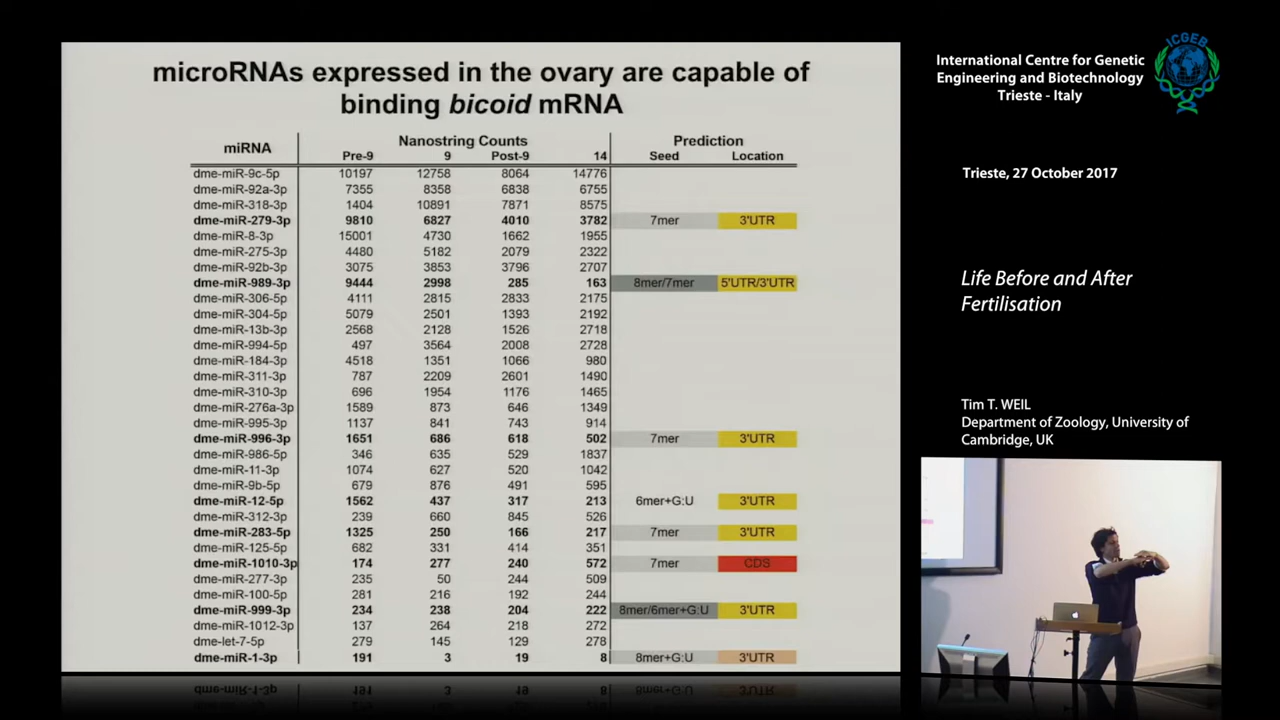 microRNAs expressed in the ovary are capable of
binding bicoid mRNA
miRNA Nanostring Counts Prediction
Pre-9 9 Post-9 14 Seed Location
dme-miR-9c-5p 10197 12758 8064 14776
dme-miR-92a-3p 7355 8358 6838 6755
dme-miR-318-3p 1404 10891 7871 8575
dme-miR-279-3p 9810 6827 4010 3782 7mer 3'UTR
dme-miR-8-3p 15001 4730 1662 1955
dme-miR-275-3p 4480 5182 2079 2322
dme-miR-92b-3p 3075 3853 3796 2707
dme-miR-989-3p 9444 2998 285 163 8mer/7mer 5'UTR/3'UTR
dme-miR-306-5p 4111 2815 2833 2175
dme-miR-304-5p 5079 2501 1393 2192
dme-miR-13b-3p 2568 2128 1526 2718
dme-miR-994-5p 497 3564 2008 2728
dme-miR-184-3p 4518 1351 1066 980
dme-miR-311-3p 787 2209 2601 1490
dme-miR-310-3p 696 1954 1176 1465
dme-miR-276a-3p 1589 873 646 1349
dme-miR-995-3p 1137 841 743 914
dme-miR-996-3p 1651 686 618 502 7mer 3'UTR
dme-miR-986-5p 346 635 529 1837
dme-miR-11-3p 1074 627 520 1042
dme-miR-9b-5p 679 876 491 595
dme-miR-12-5p 1562 437 317 213 6mer+G:U 3'UTR
dme-miR-312-3p 239 660 845 526
dme-miR-283-5p 1325 250 166 217 7mer 3'UTR
dme-miR-125-5p 682 331 414 351
dme-miR-1010-3p 174 277 240 572 7mer CDS
dme-miR-277-3p 235 50 244 509
dme-miR-100-5p 281 216 192 244
dme-miR-999-3p 234 238 204 222 8mer/6mer+G:U 3'UTR
dme-miR-1012-3p 137 264 218 272
dme-let-7-5p 279 145 129 278
dme-miR-1-3p 191 3 19 8 8mer+G:U 3'UTR
International Centre for Genetic
Engineering and Biotechnology
Trieste - Italy
ICGEB
Trieste, 27 October 2017
Life Before and After
Fertilisation
Tim T. WEIL
Department of Zoology, University of
Cambridge, UK